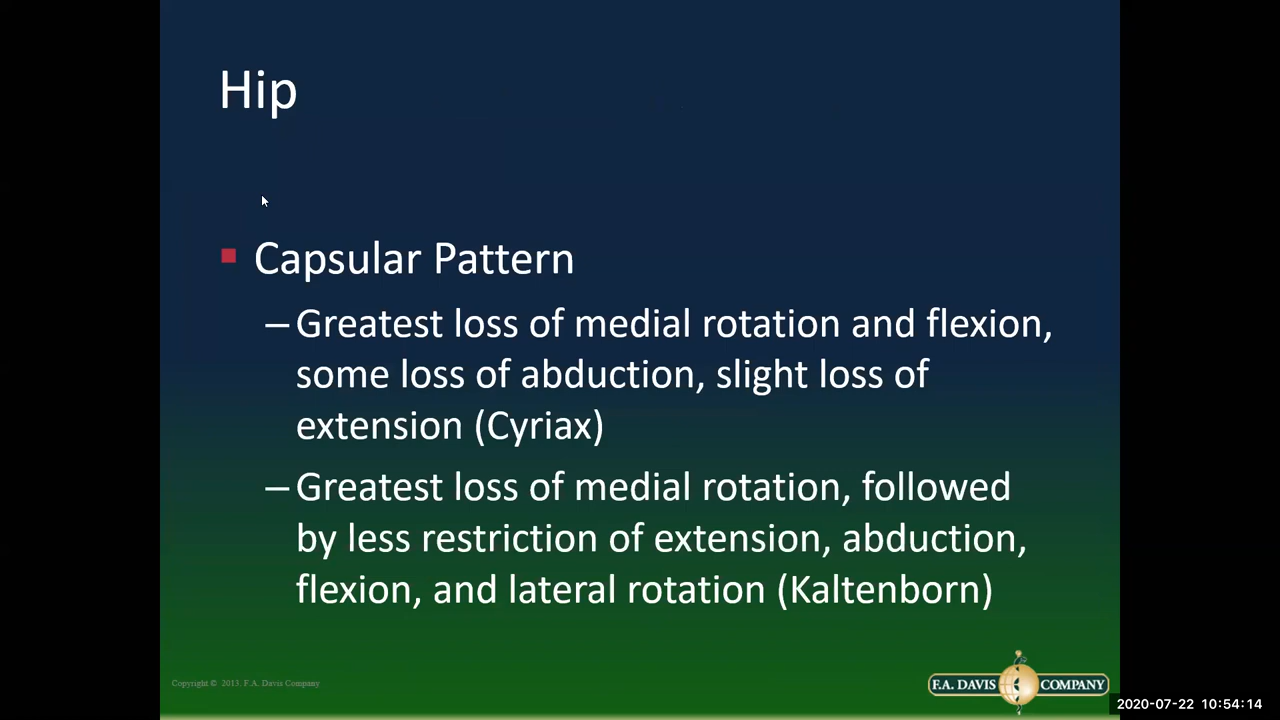 Hip
Capsular Pattern
–Greatest loss of medial rotation and flexion,
some loss of abduction, slight loss of
extension (Cyriax)
–Greatest loss of medial rotation, followed
by less restriction of extension, abduction,
flexion, and lateral rotation (Kaltenborn)
Copyright © 2013. F.A. Davis Company
F.A. DAVIS COMPANY
2020-07-22 10:54:14